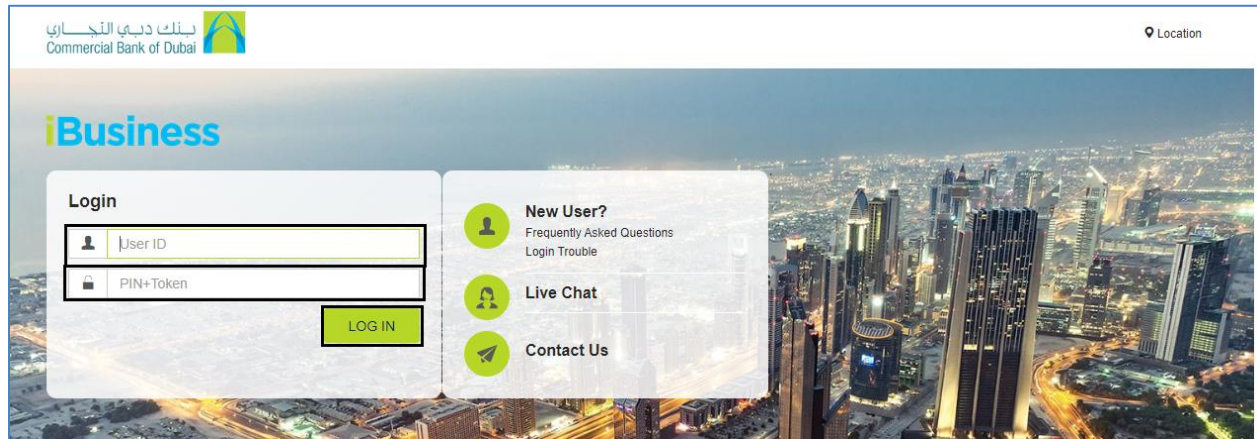 بنك دبي التجاري
Commercial Bank of Dubai
Location
iBusiness
Login
User ID
PIN+Token
LOG IN
New User?
Frequently Asked Questions
Login Trouble
Live Chat
Contact Us